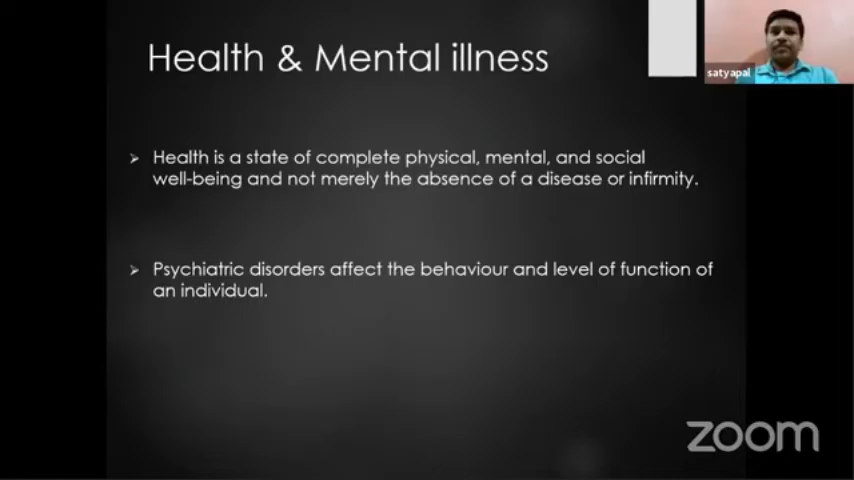 Health & Mental illness
satyapal
➢ Health is a state of complete physical, mental, and social
well-being and not merely the absence of a disease or infirmity.
➢ Psychiatric disorders affect the behaviour and level of function of
an individual.
zoom